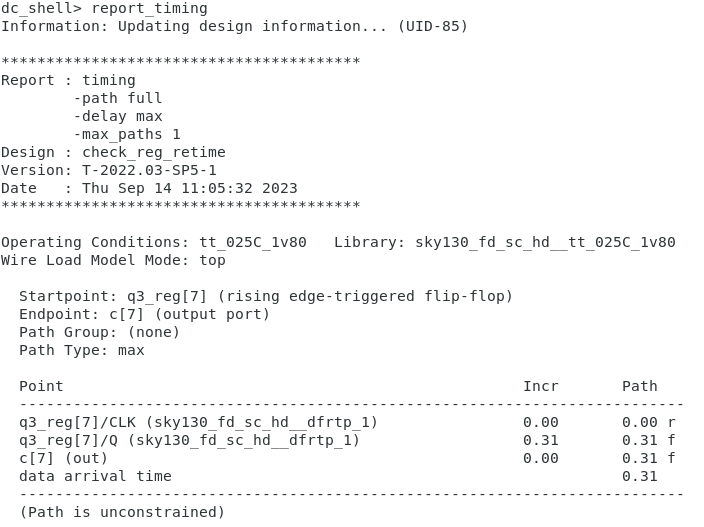 dc_shell> report_timing
Information: Updating design information... (UID-85)
****************************************
Report : timing
        -path full
        -delay max
        -max_paths 1
Design : check_reg_retime
Version: T-2022.03-SP5-1
Date   : Thu Sep 14 11:05:32 2023
****************************************
Operating Conditions: tt_025C_1v80   Library: sky130_fd_sc_hd__tt_025C_1v80
Wire Load Model Mode: top
  Startpoint: q3_reg[7] (rising edge-triggered flip-flop)
  Endpoint: c[7] (output port)
  Path Group: (none)
  Path Type: max
  Point                                                   Incr       Path
  --------------------------------------------------------------------------
  q3_reg[7]/CLK (sky130_fd_sc_hd__dfrtp_1)                0.00       0.00 r
  q3_reg[7]/Q (sky130_fd_sc_hd__dfrtp_1)                  0.31       0.31 f
  c[7] (out)                                              0.00       0.31 f
  data arrival time                                                  0.31
  --------------------------------------------------------------------------
  (Path is unconstrained)